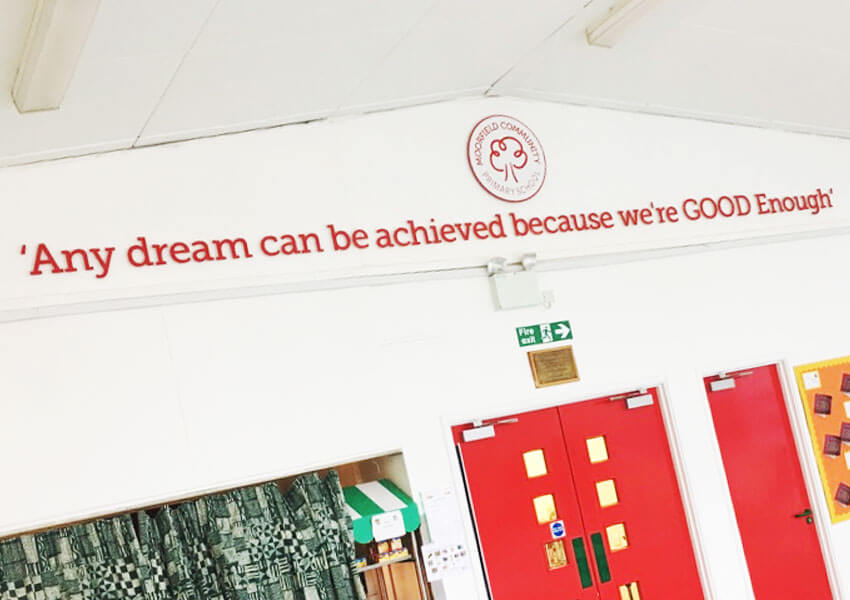 MOORFIELD COMMUNITY
PRIMARY SCHOOL
'Any dream can be achieved because we're GOOD Enough'
Fire
exit